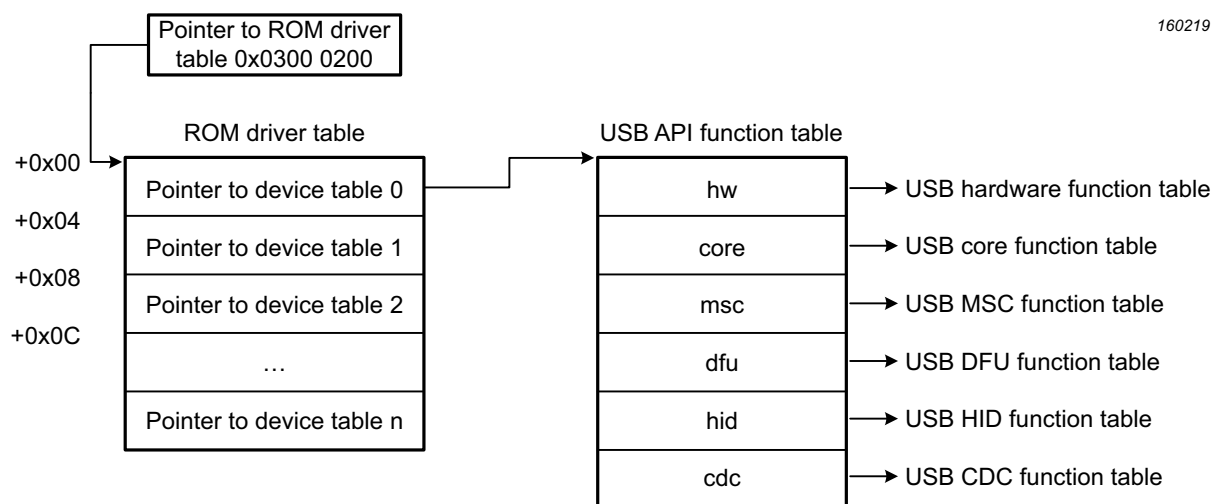 Pointer to ROM driver
table 0x0300 0200
160219
ROM driver table
USB API function table
+0x00
Pointer to device table 0
hw
USB hardware function table
+0x04
Pointer to device table 1
core
USB core function table
+0x08
Pointer to device table 2
msc
USB MSC function table
+0x0C
…
dfu
USB DFU function table
Pointer to device table n
hid
USB HID function table
cdc
USB CDC function table